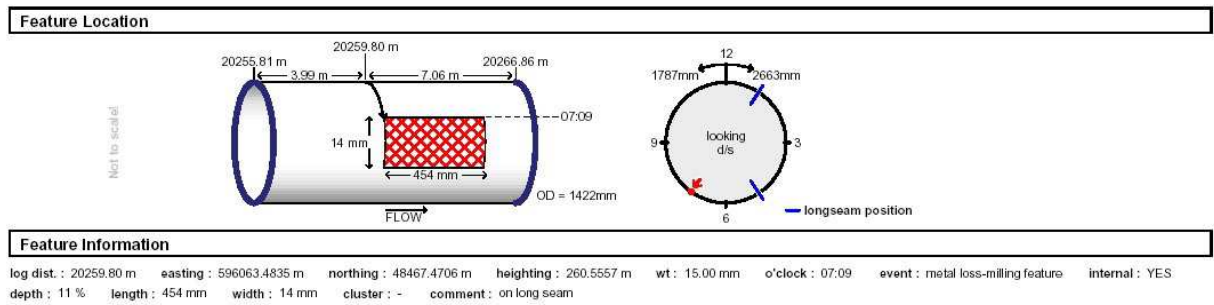 Feature Location
20255.81 m
20259.80 m
20266.86 m
3.99 m
7.06 m
Not to scale!
14 mm
454 mm
07:09
OD = 1422mm
FLOW
12
1787mm
2663mm
9
looking
d/s
3
6
longseam position
Feature Information
log dist. : 20259.80 m easting : 596063.4835 m northing : 48467.4706 m heighting : 260.5557 m wt : 15.00 mm o'clock : 07:09 event : metal loss-milling feature internal : YES
depth : 11 % length : 454 mm width : 14 mm cluster : - comment : on long seam